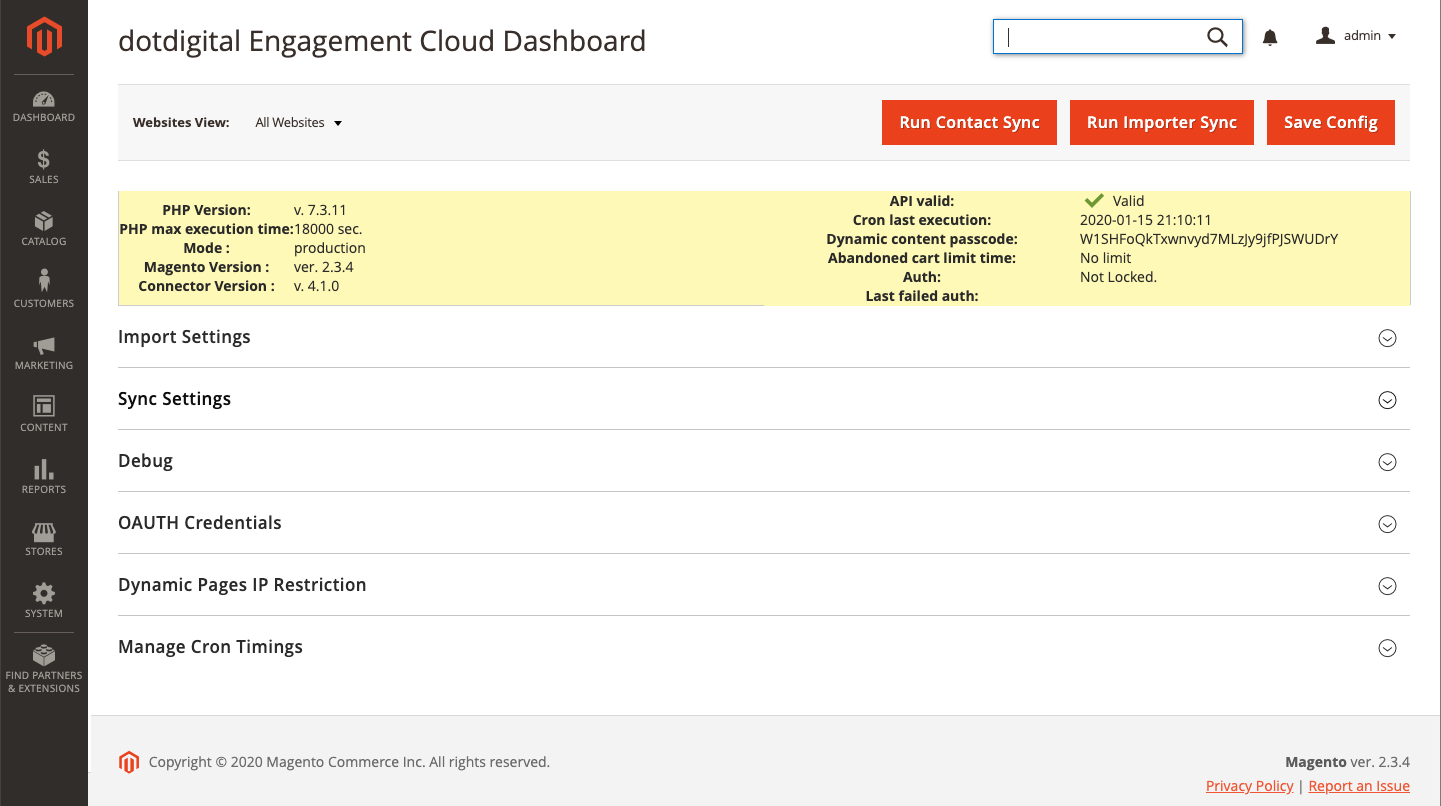 dotdigital Engagement Cloud Dashboard
admin
DASHBOARD
SALES
CATALOG
CUSTOMERS
MARKETING
CONTENT
REPORTS
STORES
SYSTEM
FIND PARTNERS
& EXTENSIONS
Websites View: All Websites
Run Contact Sync
Run Importer Sync
Save Config
PHP Version: v. 7.3.11
PHP max execution time: 18000 sec.
Mode : production
Magento Version : ver. 2.3.4
Connector Version : v. 4.1.0
API valid: Valid
Cron last execution: 2020-01-15 21:10:11
Dynamic content passcode: W1SHFoQkTxwnvyd7MLzJy9jfPJSWUDrY
Abandoned cart limit time: No limit
Auth: Not Locked.
Last failed auth:
Import Settings
Sync Settings
Debug
OAUTH Credentials
Dynamic Pages IP Restriction
Manage Cron Timings
Copyright © 2020 Magento Commerce Inc. All rights reserved.
Magento ver. 2.3.4
Privacy Policy | Report an Issue